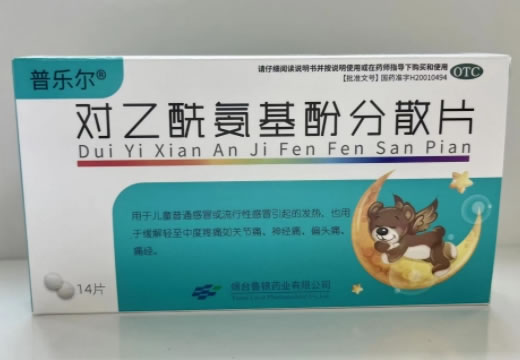 请仔细阅读说明书并按说明使用或在药师指导下购买和使用
【批准文号】国药准字H20010494
OTC
普乐尔®
对乙酰氨基酚分散片
Dui Yi Xian An Ji Fen Fen San Pian
用于儿童普通感冒或流行性感冒引起的发热，也用
于缓解轻至中度疼痛如关节痛、神经痛、偏头痛、
痛经。
14片
烟台鲁银药业有限公司